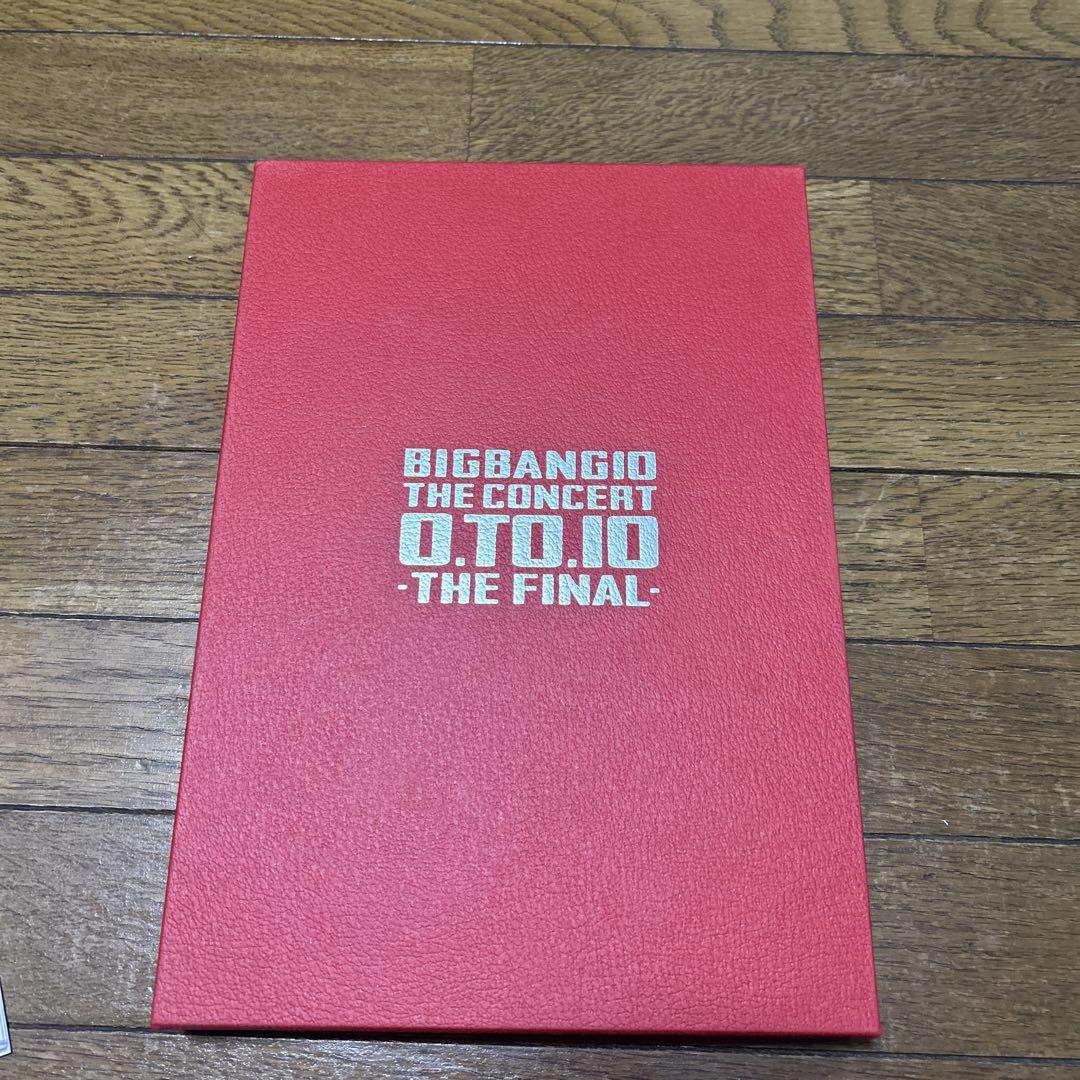 BIGBANG10
THE CONCERT
0.TO.10
-THE FINAL-